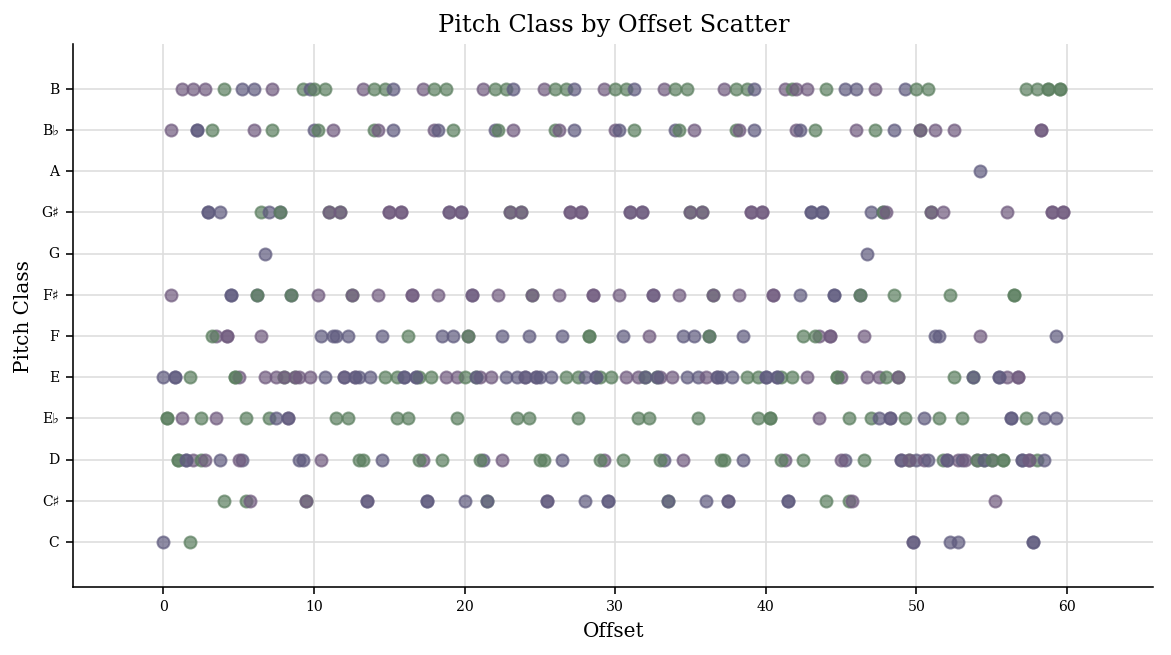 Pitch Class by Offset Scatter
Pitch Class
B
B♭
A
G♯
G
F♯
F
E
E♭
D
C♯
C
0 10 20 30 40 50 60
Offset